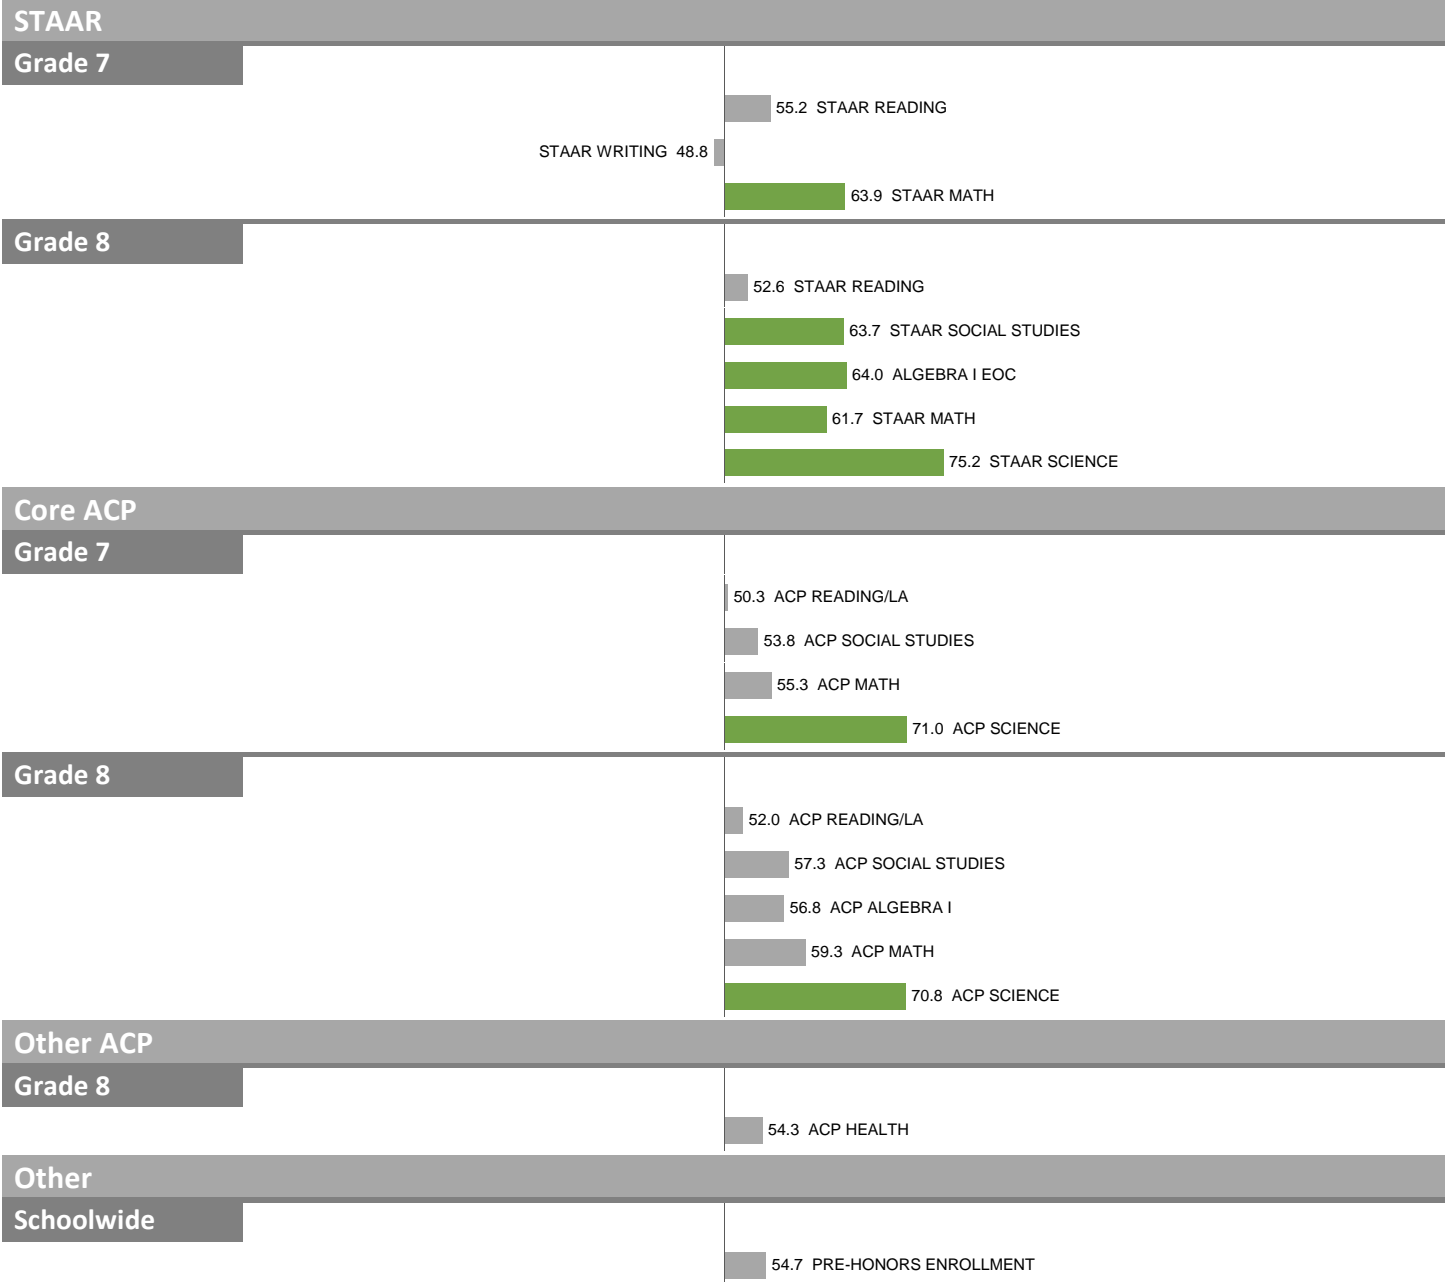 STAAR
Grade 7
55.2 STAAR READING
STAAR WRITING 48.8
63.9 STAAR MATH
Grade 8
52.6 STAAR READING
63.7 STAAR SOCIAL STUDIES
64.0 ALGEBRA I EOC
61.7 STAAR MATH
75.2 STAAR SCIENCE
Core ACP
Grade 7
50.3 ACP READING/LA
53.8 ACP SOCIAL STUDIES
55.3 ACP MATH
71.0 ACP SCIENCE
Grade 8
52.0 ACP READING/LA
57.3 ACP SOCIAL STUDIES
56.8 ACP ALGEBRA I
59.3 ACP MATH
70.8 ACP SCIENCE
Other ACP
Grade 8
54.3 ACP HEALTH
Other
Schoolwide
54.7 PRE-HONORS ENROLLMENT